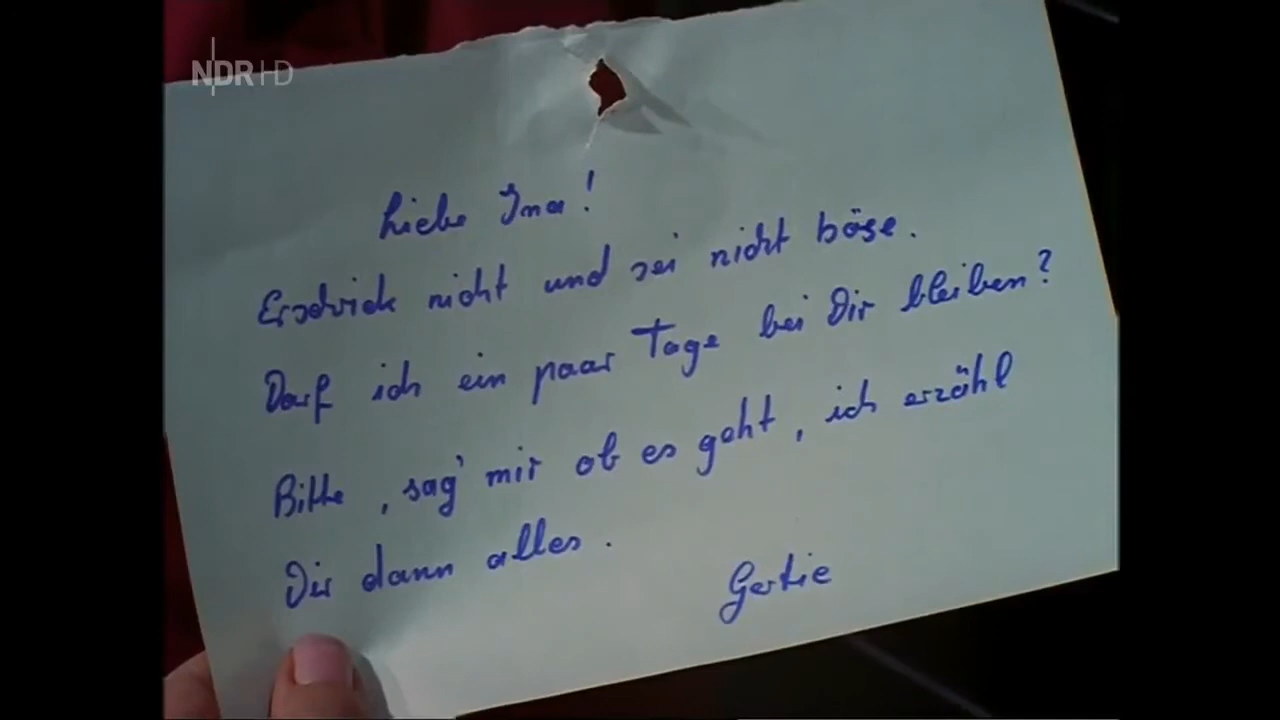 NDR HD
Liebe Ina!
Erschrick nicht und sei nicht böse.
Darf ich ein paar Tage bei Dir bleiben?
Bitte, sag' mir ob es geht, ich erzähl
Dir dann alles.
Gertie